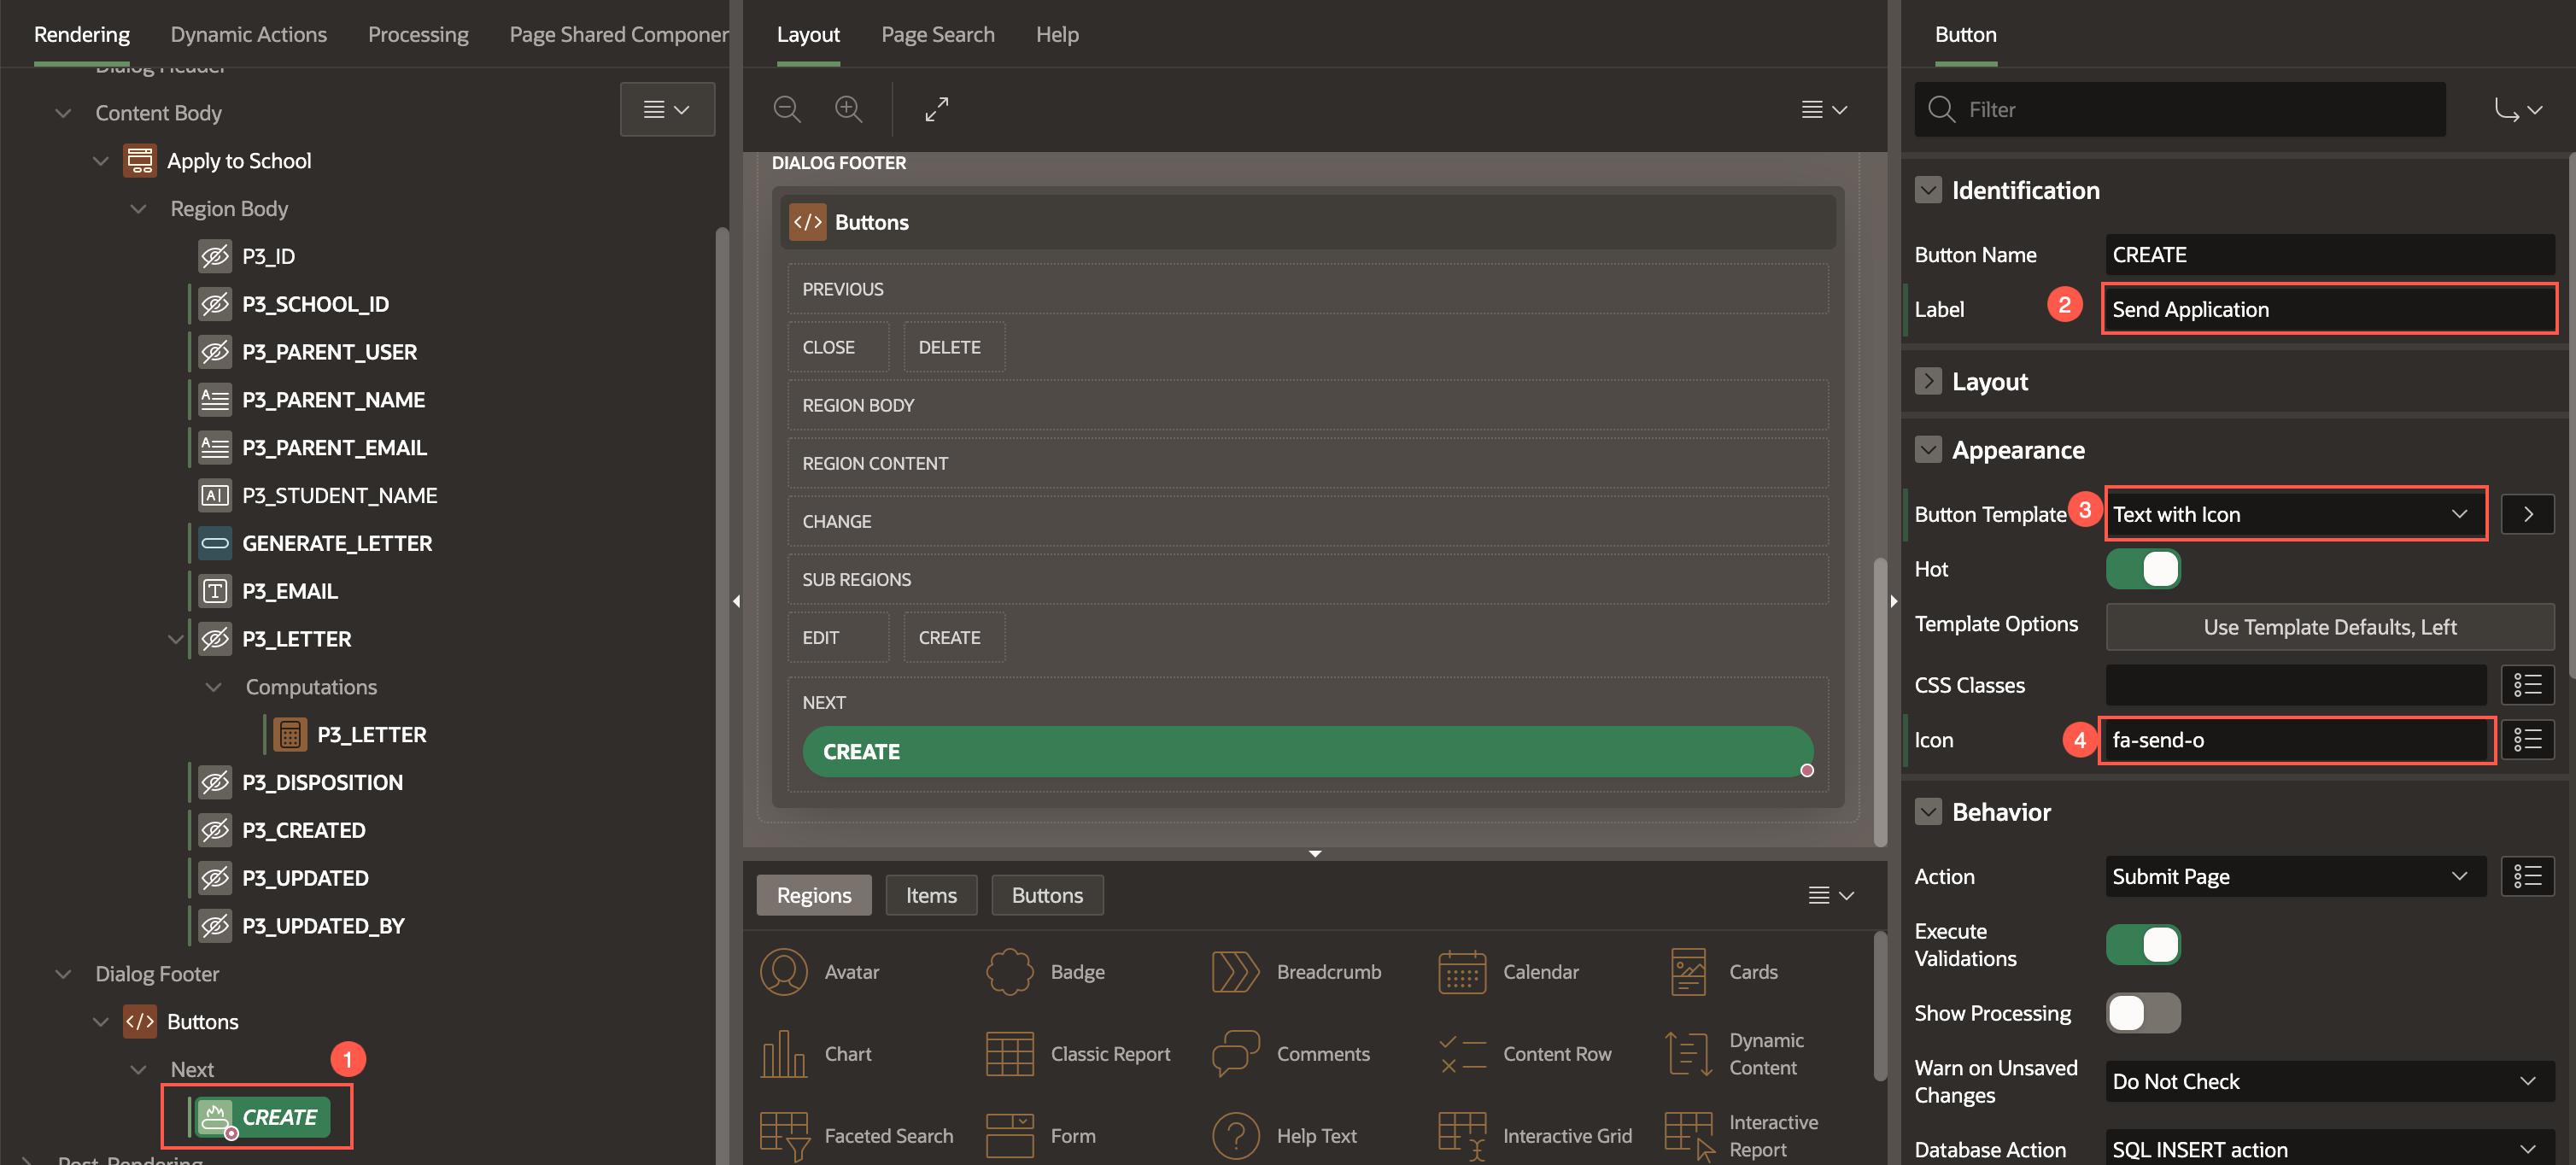 Rendering
Dynamic Actions
Processing
Page Shared Componer
Dialog Header
Content Body
Apply to School
Region Body
P3_ID
P3_SCHOOL_ID
P3_PARENT_USER
P3_PARENT_NAME
P3_PARENT_EMAIL
P3_STUDENT_NAME
GENERATE_LETTER
P3_EMAIL
P3_LETTER
Computations
P3_LETTER
P3_DISPOSITION
P3_CREATED
P3_UPDATED
P3_UPDATED_BY
Dialog Footer
Buttons
Next
1
CREATE
Post-Rendering
Layout
Page Search
Help
DIALOG FOOTER
Buttons
PREVIOUS
CLOSE
DELETE
REGION BODY
REGION CONTENT
CHANGE
SUB REGIONS
EDIT
CREATE
NEXT
CREATE
Regions
Items
Buttons
Avatar
Badge
Breadcrumb
Calendar
Cards
Chart
Classic Report
Comments
Content Row
Dynamic
Content
Faceted Search
Form
Help Text
Interactive Grid
Interactive
Report
Button
Filter
Identification
Button Name
CREATE
Label
2
Send Application
Layout
Appearance
Button Template
3
Text with Icon
Hot
Template Options
Use Template Defaults, Left
CSS Classes
Icon
4
fa-send-o
Behavior
Action
Submit Page
Execute
Validations
Show Processing
Warn on Unsaved
Changes
Do Not Check
Database Action
SQL INSERT action